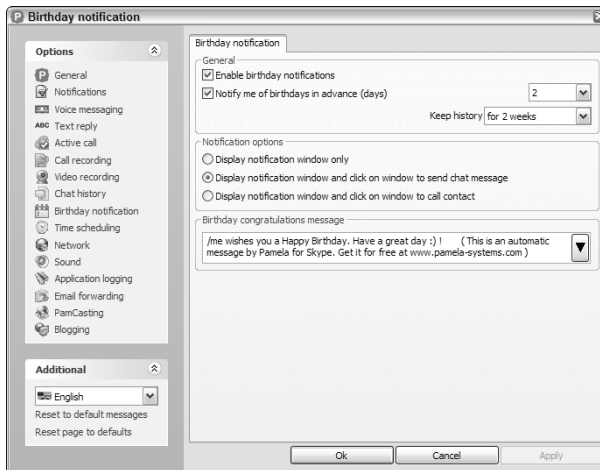 Birthday notification
Options
General
Notifications
Voice messaging
ABC Text reply
Active call
Call recording
Video recording
Chat history
Birthday notification
Time scheduling
Network
Sound
Application logging
Email forwarding
PamCasting
Blogging
Additional
English
Reset to default messages
Reset page to defaults
Birthday notification
General
Enable birthday notifications
Notify me of birthdays in advance (days) 2
Keep history for 2 weeks
Notification options
Display notification window only
Display notification window and click on window to send chat message
Display notification window and click on window to call contact
Birthday congratulations message
/me wishes you a Happy Birthday. Have a great day :) ! ( This is an automatic
message by Pamela for Skype. Get it for free at www.pamela-systems.com )
Ok Cancel Apply